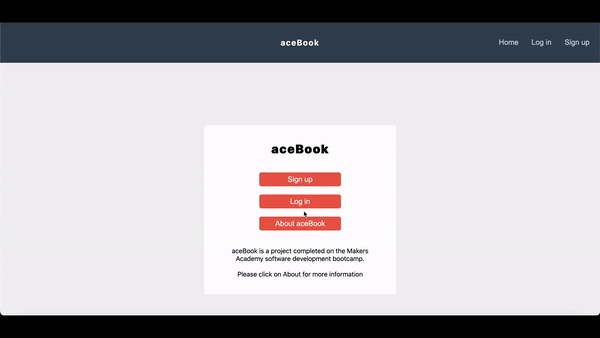 aceBook
Home
Log in
Sign up
aceBook
Sign up
Log in
About aceBook
aceBook is a project completed on the Makers
Academy software development bootcamp.
Please click on About for more information